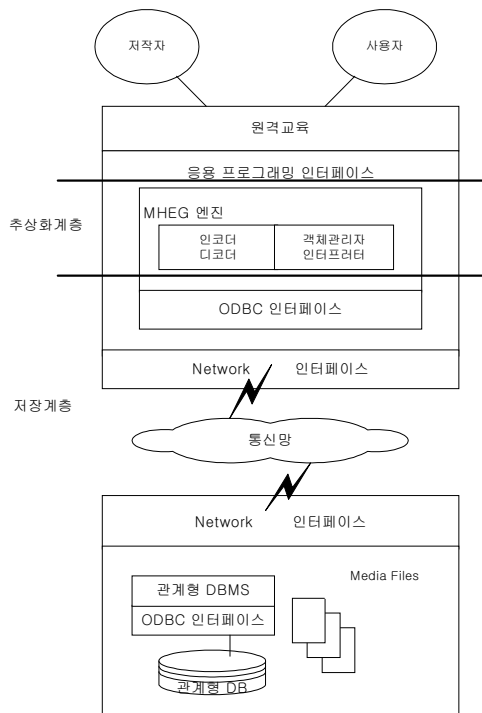 저작자
사용자
원격교육
응용 프로그래밍 인터페이스
추상화계층
MHEG 엔진
인코더
디코더
객체관리자
인터프러터
ODBC 인터페이스
Network 인터페이스
저장계층
통신망
Network 인터페이스
Media Files
관계형 DBMS
ODBC 인터페이스
관계형 DB